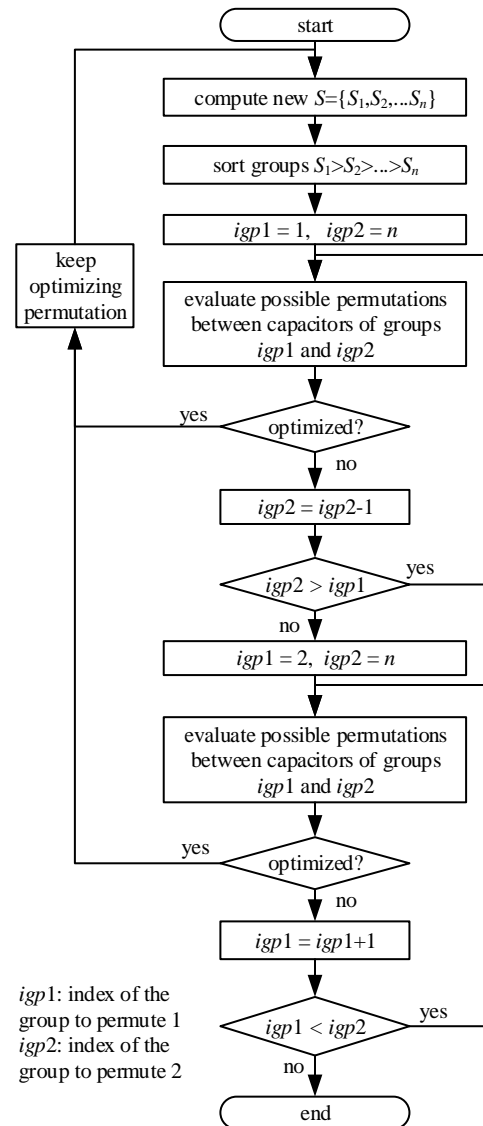 start
compute new S={S1,S2,...Sn}
sort groups S1>S2>...>Sn
igp1 = 1, igp2 = n
keep
optimizing
permutation
evaluate possible permutations
between capacitors of groups
igp1 and igp2
yes
optimized?
no
igp2 = igp2-1
igp2 > igp1
yes
no
igp1 = 2, igp2 = n
evaluate possible permutations
between capacitors of groups
igp1 and igp2
yes
optimized?
no
igp1 = igp1+1
igp1: index of the
group to permute 1
igp2: index of the
group to permute 2
igp1 < igp2
yes
no
end